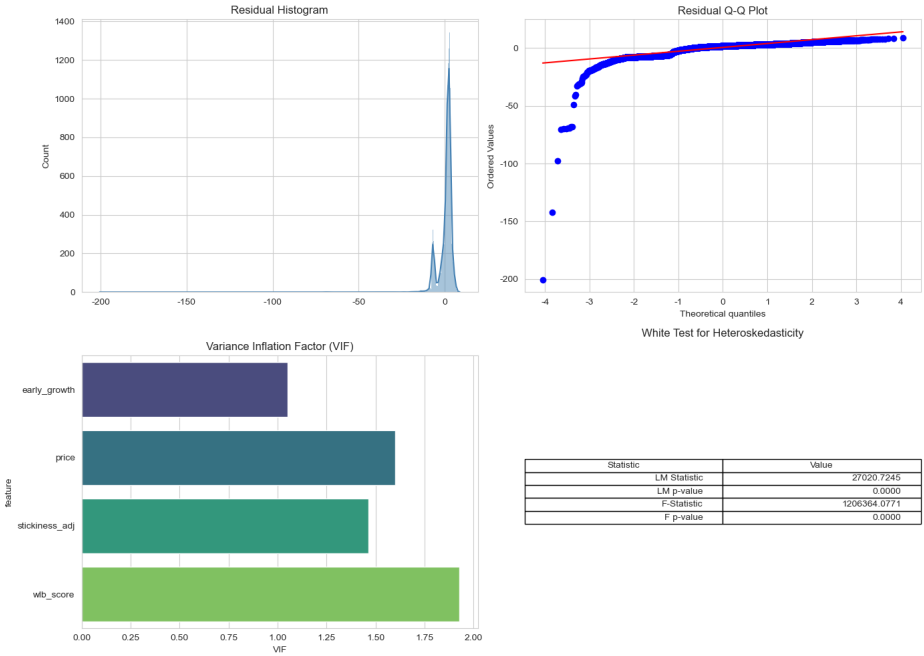 Residual Histogram
1400
1200
1000
800
600
400
200
0
Count
-200
-150
-100
-50
0
Residual Q-Q Plot
0
-50
-100
-150
-200
Ordered Values
-4
-3
-2
-1
0
1
2
3
4
Theoretical quantiles
Variance Inflation Factor (VIF)
early_growth
price
stickiness_adj
wlb_score
feature
0.00
0.25
0.50
0.75
1.00
1.25
1.50
1.75
2.00
VIF
White Test for Heteroskedasticity
Statistic Value
LM Statistic 27020.7245
LM p-value 0.0000
F-Statistic 1206364.0771
F p-value 0.0000